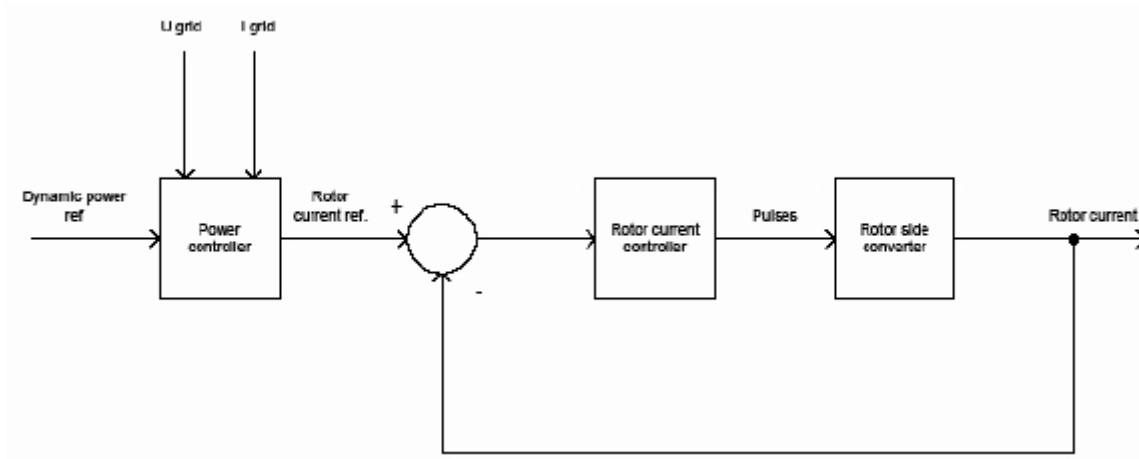 U grid
I grid
Dynamic power
ref
Power
controller
Rotor
current ref.
+
-
Rotor current
controller
Pulses
Rotor side
converter
Rotor current